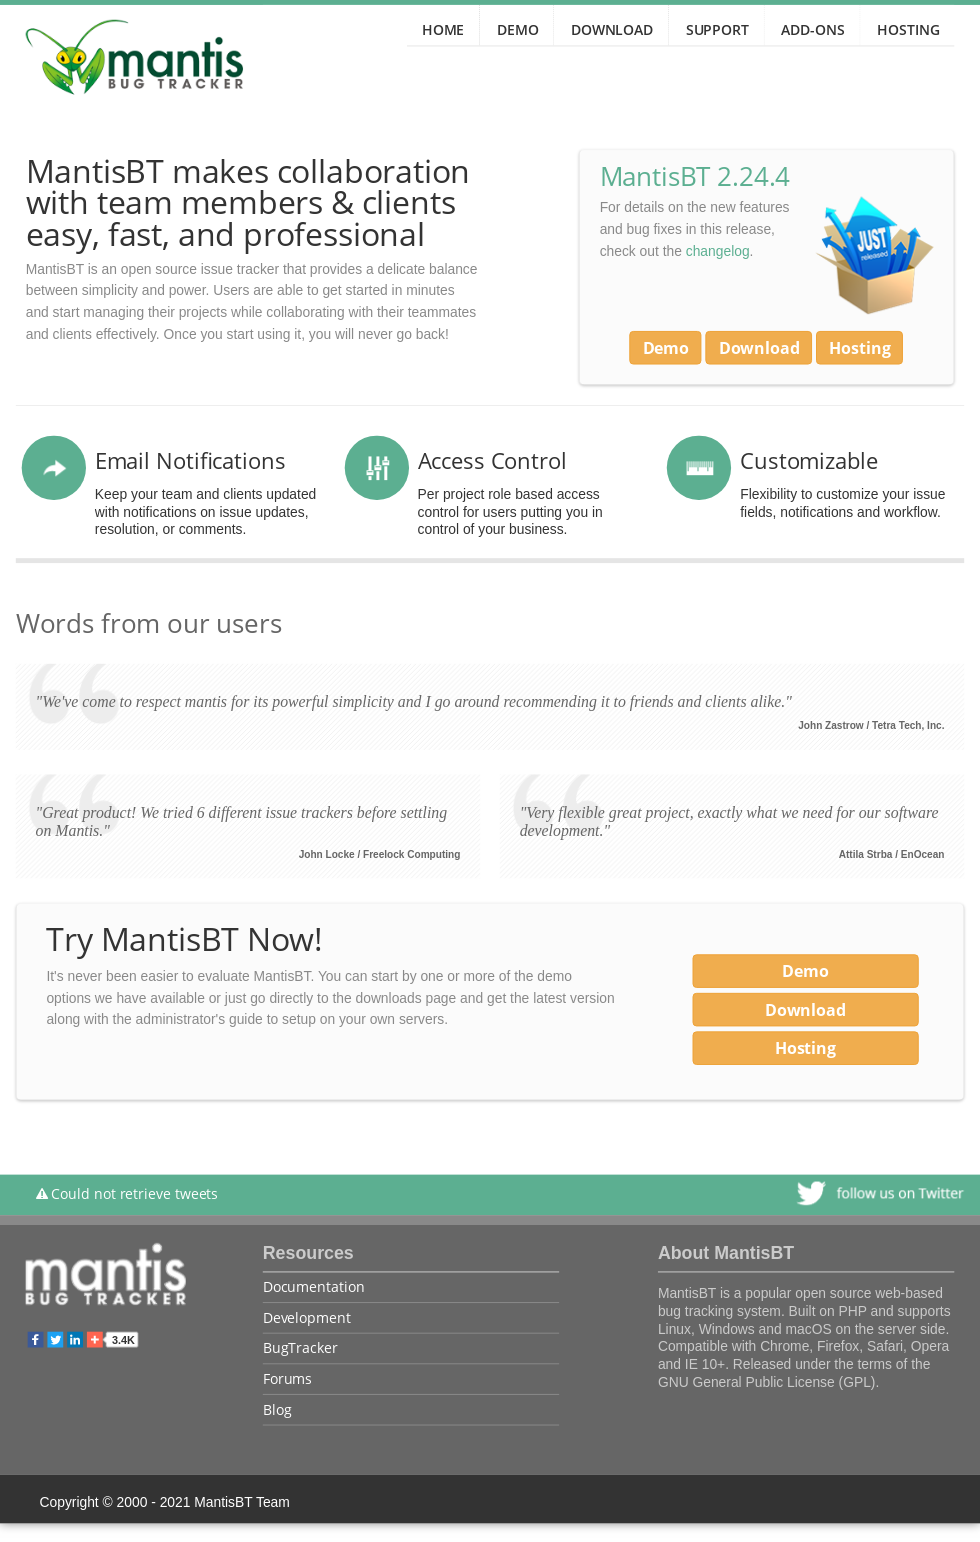 mantis
BUG TRACKER
HOME
DEMO
DOWNLOAD
SUPPORT
ADD-ONS
HOSTING
MantisBT makes collaboration
with team members & clients
easy, fast, and professional
MantisBT is an open source issue tracker that provides a delicate balance
between simplicity and power. Users are able to get started in minutes
and start managing their projects while collaborating with their teammates
and clients effectively. Once you start using it, you will never go back!
MantisBT 2.24.4
For details on the new features
and bug fixes in this release,
check out the changelog.
JUST
released
Demo
Download
Hosting
Email Notifications
Keep your team and clients updated
with notifications on issue updates,
resolution, or comments.
Access Control
Per project role based access
control for users putting you in
control of your business.
Customizable
Flexibility to customize your issue
fields, notifications and workflow.
Words from our users
"We've come to respect mantis for its powerful simplicity and I go around recommending it to friends and clients alike."
John Zastrow / Tetra Tech, Inc.
"Great product! We tried 6 different issue trackers before settling
on Mantis."
John Locke / Freelock Computing
"Very flexible great project, exactly what we need for our software
development."
Attila Strba / EnOcean
Try MantisBT Now!
It's never been easier to evaluate MantisBT. You can start by one or more of the demo
options we have available or just go directly to the downloads page and get the latest version
along with the administrator's guide to setup on your own servers.
Demo
Download
Hosting
Could not retrieve tweets
follow us on Twitter
mantis
BUG TRACKER
3.4K
Resources
Documentation
Development
BugTracker
Forums
Blog
About MantisBT
MantisBT is a popular open source web-based
bug tracking system. Built on PHP and supports
Linux, Windows and macOS on the server side.
Compatible with Chrome, Firefox, Safari, Opera
and IE 10+. Released under the terms of the
GNU General Public License (GPL).
Copyright © 2000 - 2021 MantisBT Team